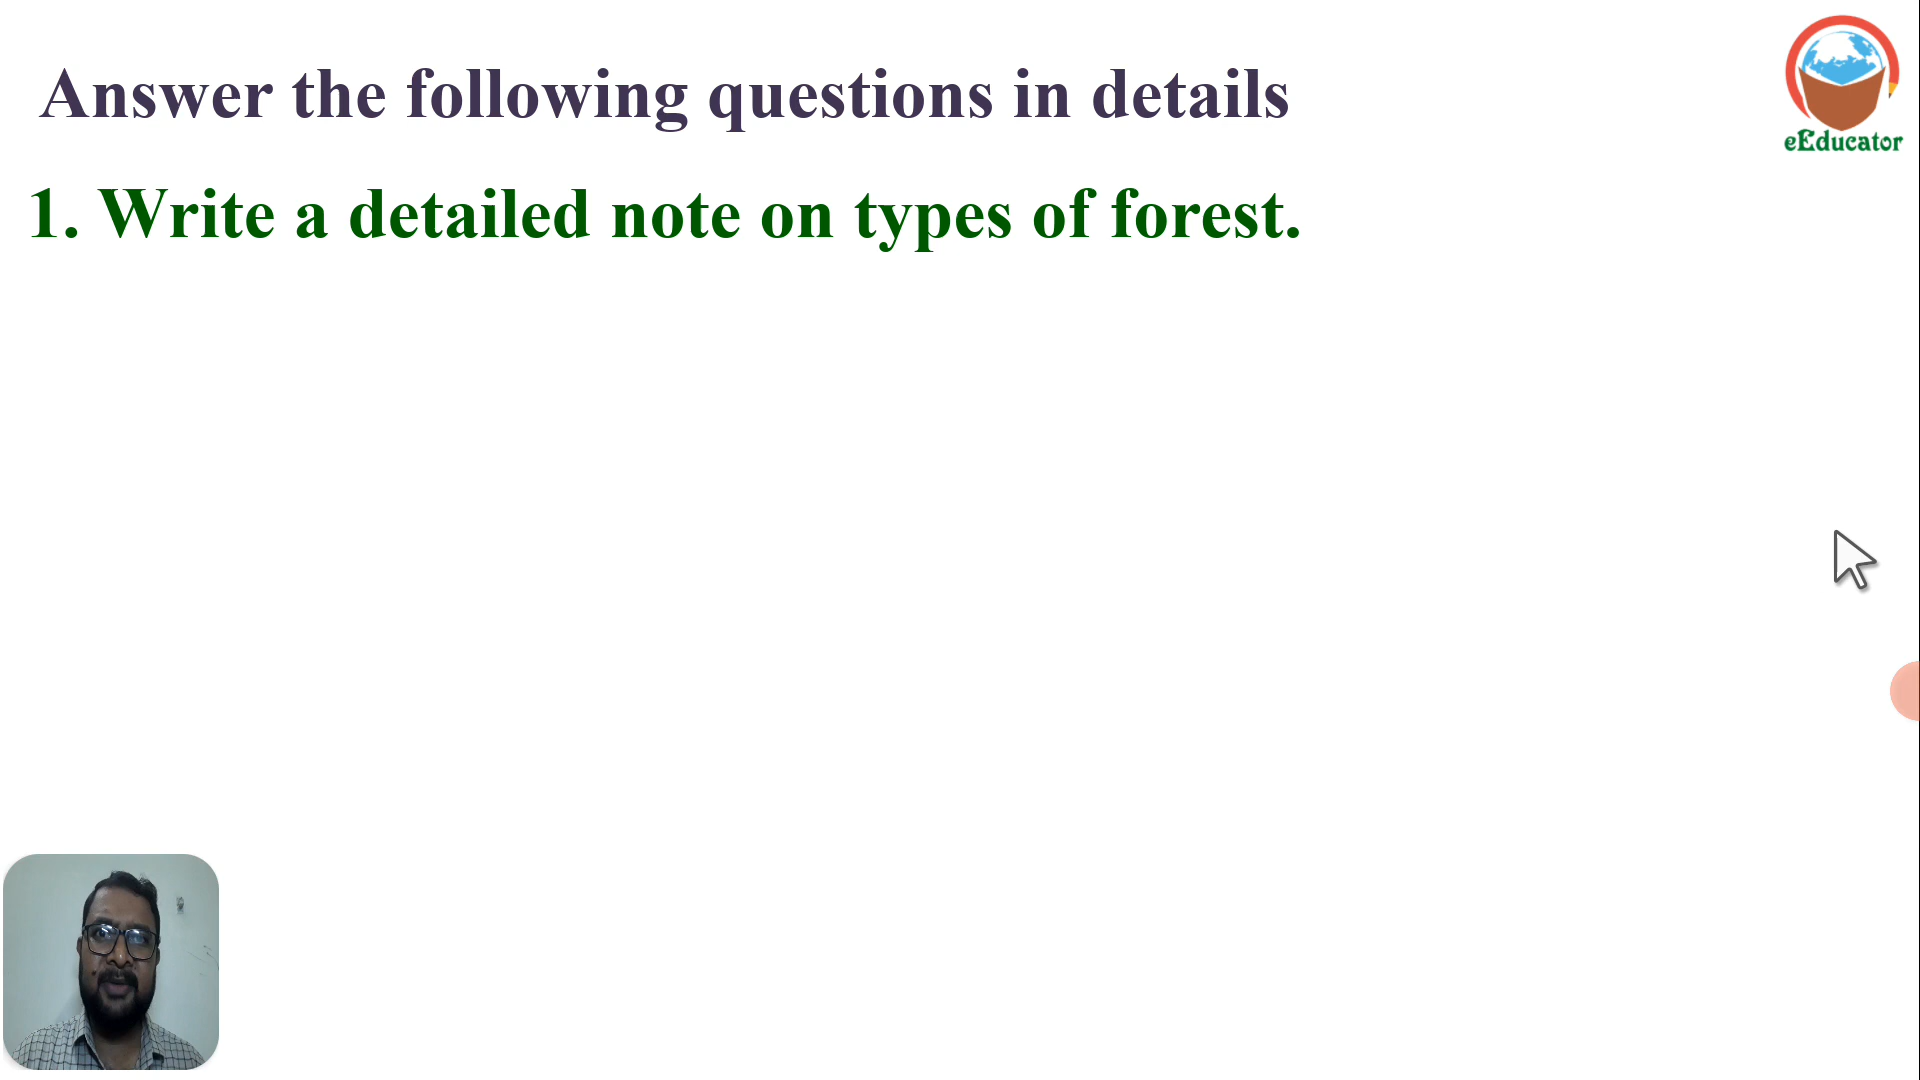 Answer the following questions in details
eEducator
1. Write a detailed note on types of forest.